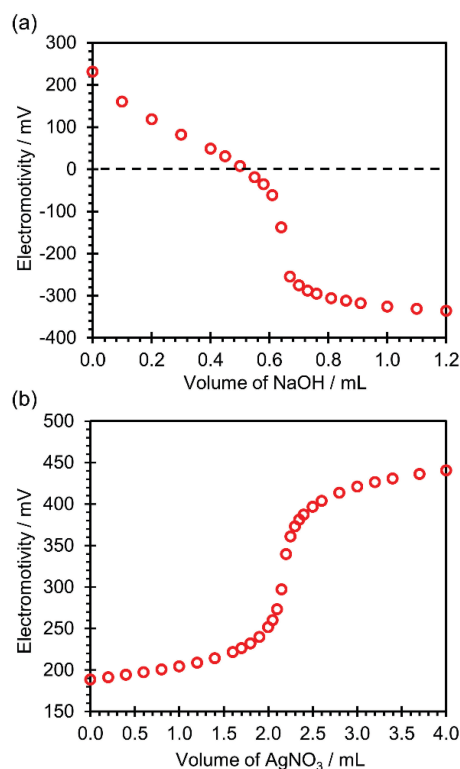 (a)
300
200
100
0
-100
-200
-300
-400
Electromotivity / mV
0.0 0.2 0.4 0.6 0.8 1.0 1.2
Volume of NaOH / mL
(b)
500
450
400
350
300
250
200
150
Electromotivity / mV
0.0 0.5 1.0 1.5 2.0 2.5 3.0 3.5 4.0
Volume of AgNO₃ / mL